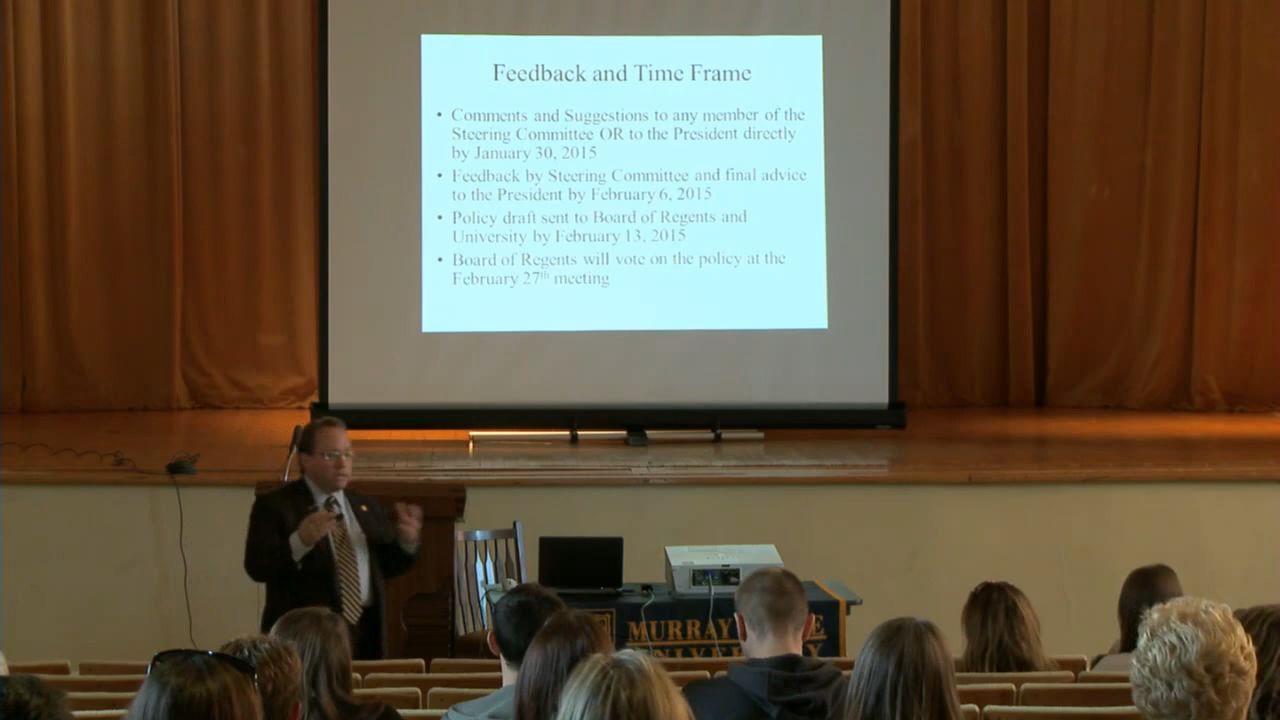 Feedback and Time Frame
• Comments and Suggestions to any member of the
Steering Committee OR to the President directly
by January 30, 2015
• Feedback by Steering Committee and final advice
to the President by February 6, 2015
• Policy draft sent to Board of Regents and
University by February 13, 2015
• Board of Regents will vote on the policy at the
February 27th meeting
MURRAY